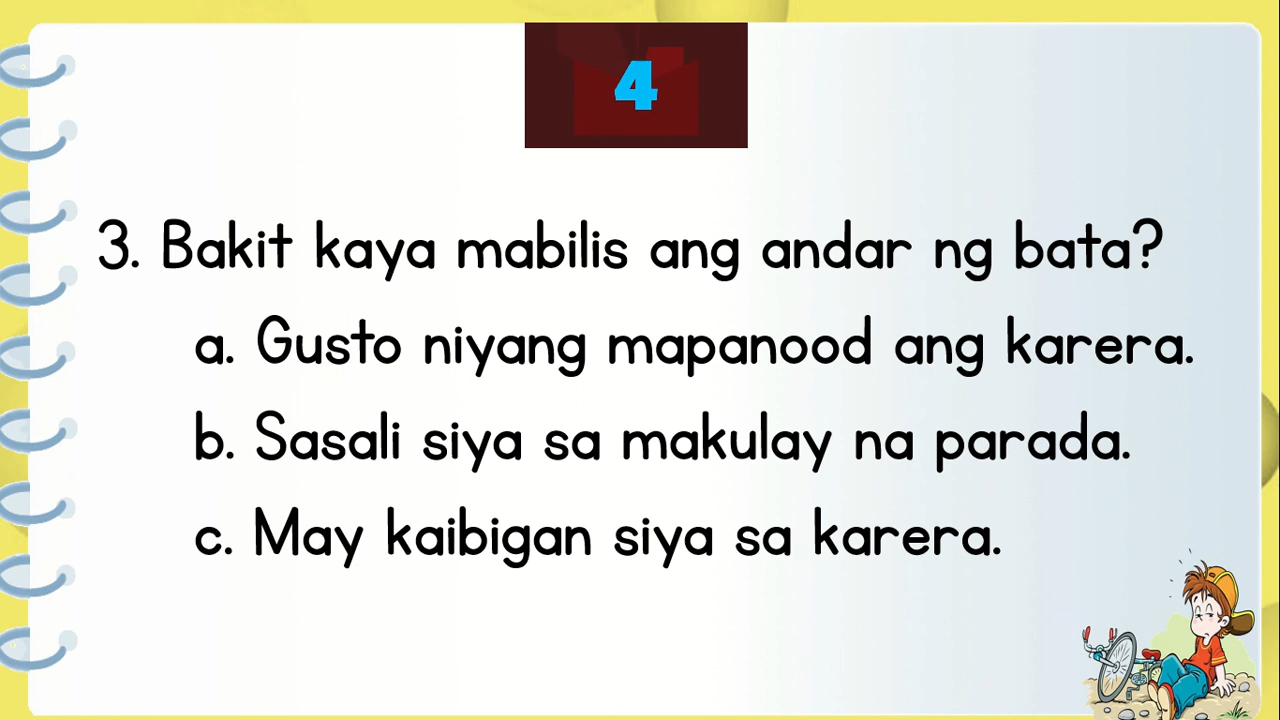 4
3. Bakit kaya mabilis ang andar ng bata?
a. Gusto niyang mapanood ang karera.
b. Sasali siya sa makulay na parada.
c. May kaibigan siya sa karera.